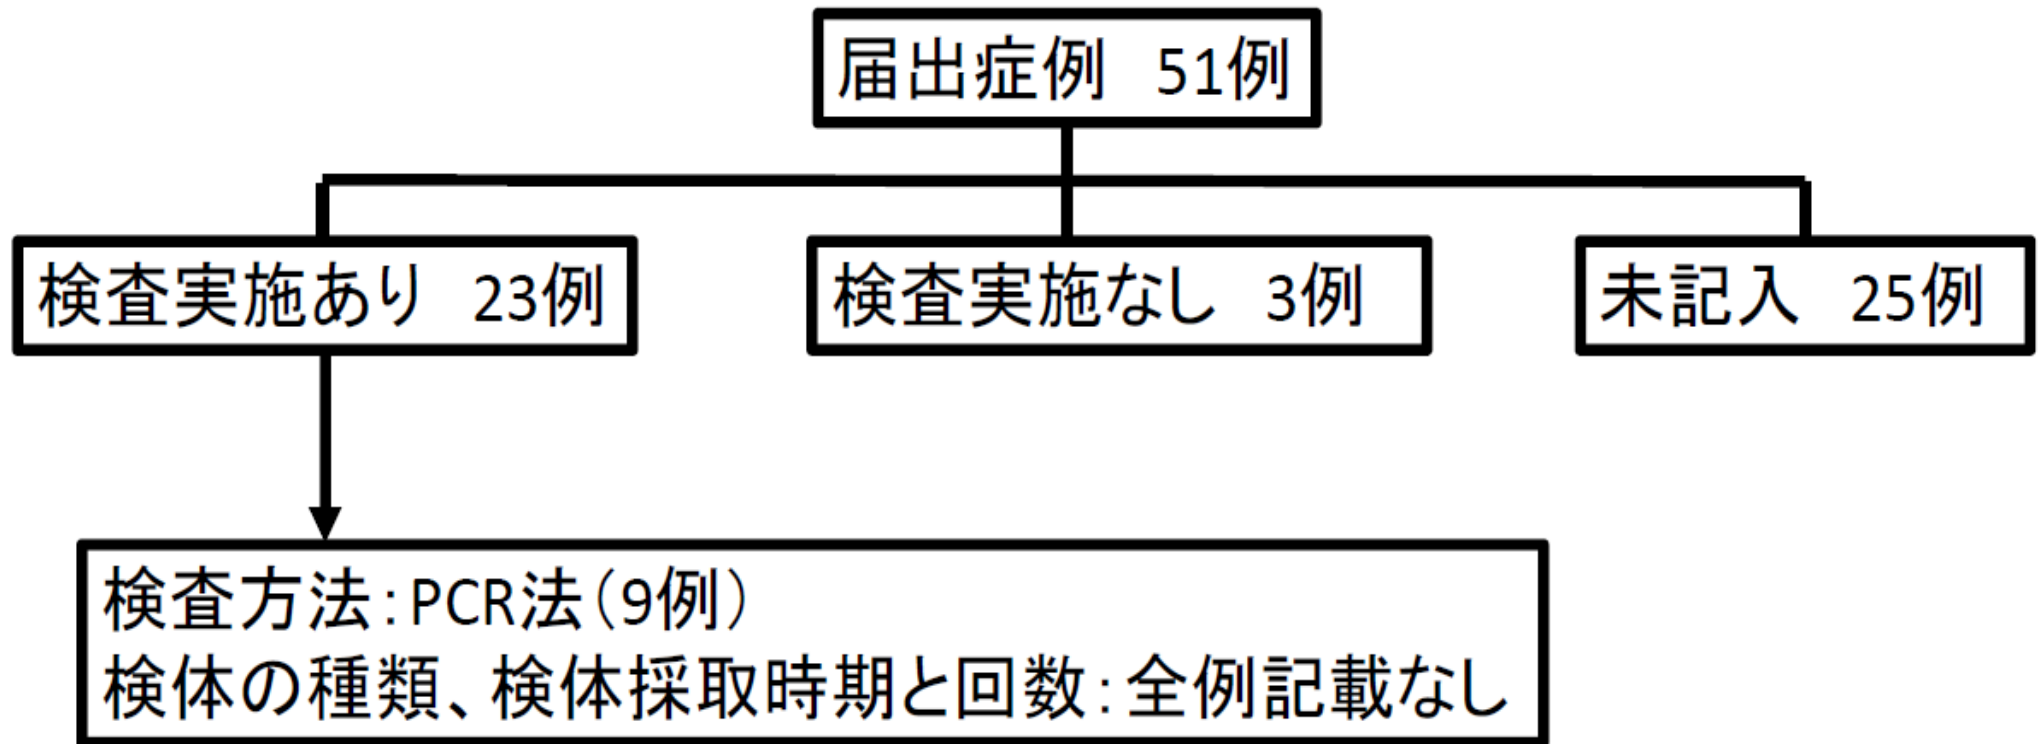 届出症例　51例
検査実施あり　23例
検査実施なし　3例
未記入　25例
検査方法：PCR法（9例）
検体の種類、検体採取時期と回数：全例記載なし